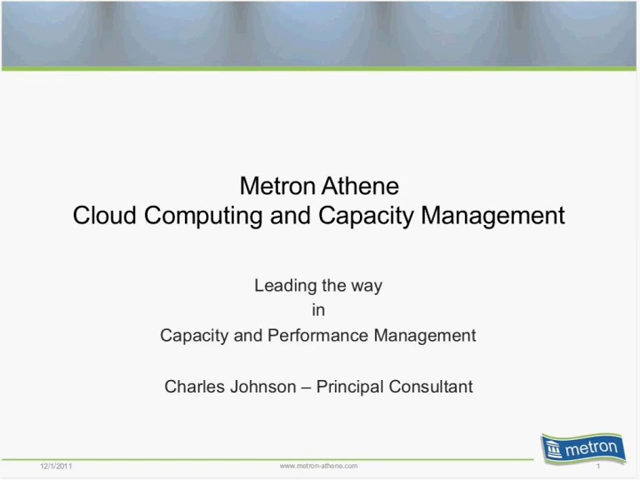 Metron Athene
Cloud Computing and Capacity Management
Leading the way
in
Capacity and Performance Management
Charles Johnson – Principal Consultant
metron
12/1/2011
www.metron-athene.com
1